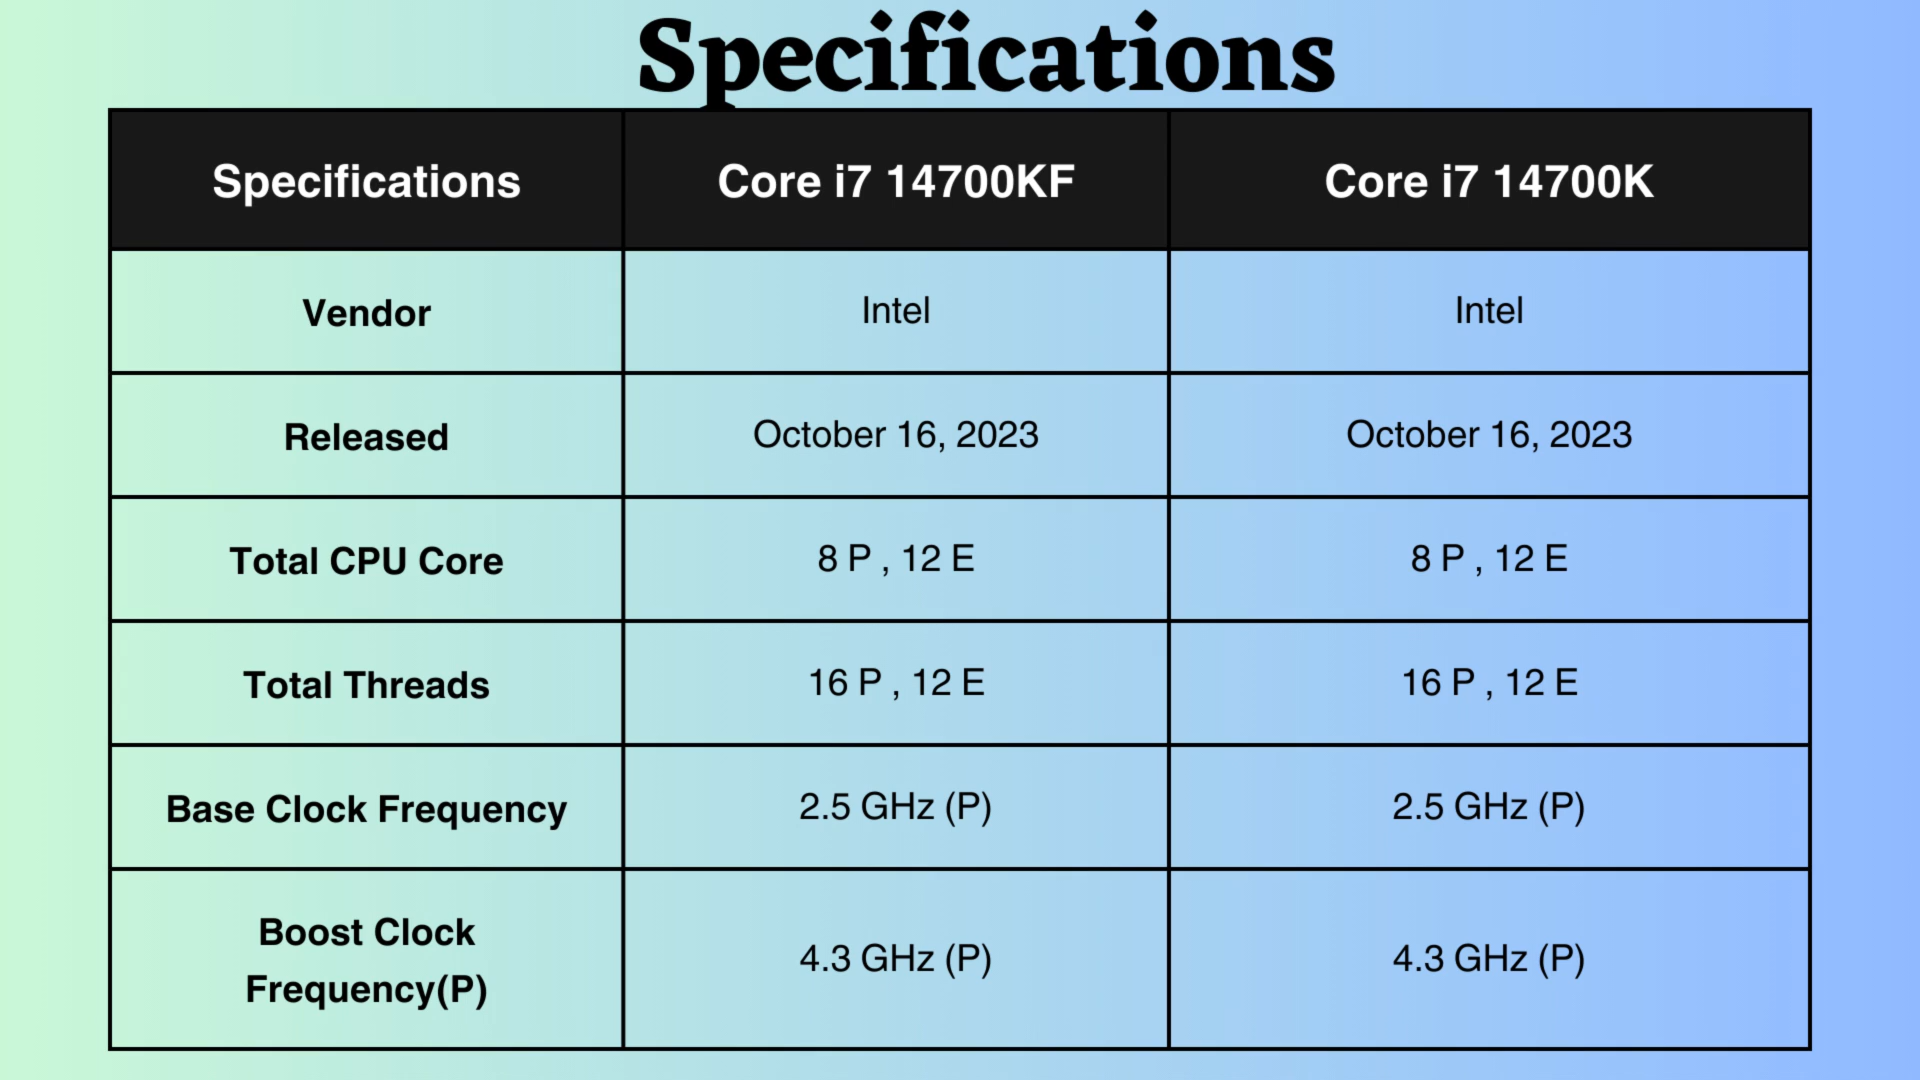 Specifications
Specifications Core i7 14700KF Core i7 14700K
Vendor Intel Intel
Released October 16, 2023 October 16, 2023
Total CPU Core 8 P , 12 E 8 P , 12 E
Total Threads 16 P , 12 E 16 P , 12 E
Base Clock Frequency 2.5 GHz (P) 2.5 GHz (P)
Boost Clock
Frequency(P) 4.3 GHz (P) 4.3 GHz (P)